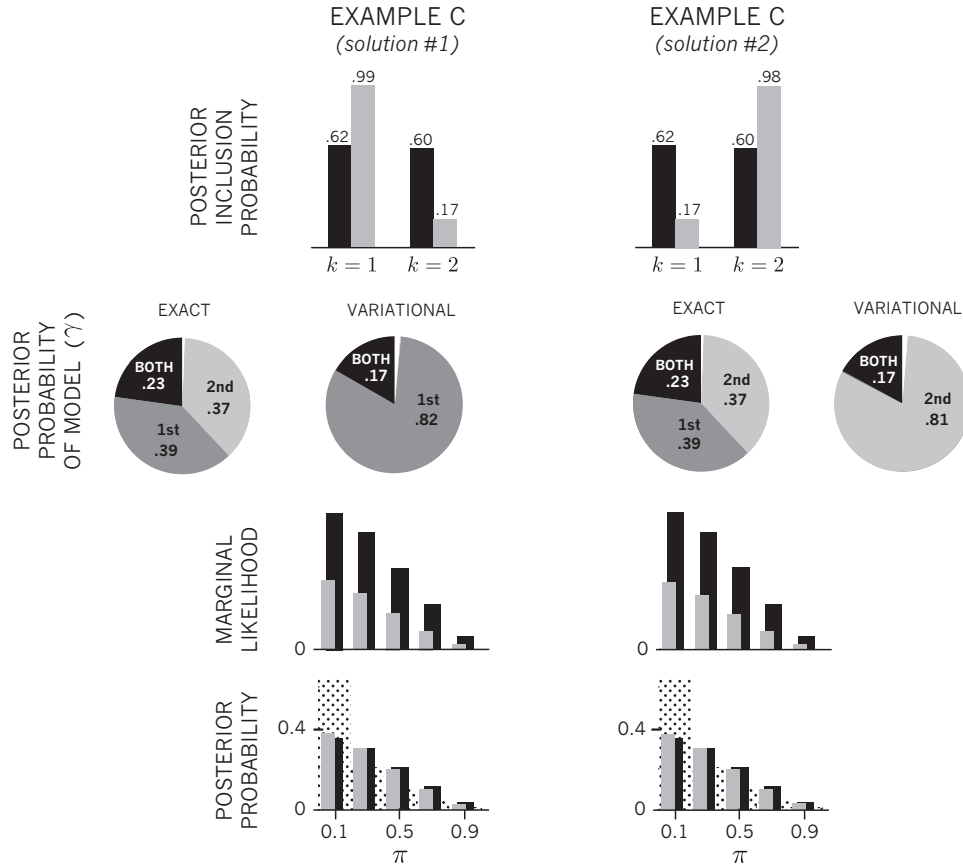 EXAMPLE C
(solution #1)
EXAMPLE C
(solution #2)
POSTERIOR
INCLUSION
PROBABILITY
.62
.99
.60
.17
k = 1
k = 2
.62
.17
.60
.98
k = 1
k = 2
POSTERIOR
PROBABILITY
OF MODEL (γ)
EXACT
BOTH
.23
2nd
.37
1st
.39
VARIATIONAL
BOTH
.17
1st
.82
EXACT
BOTH
.23
2nd
.37
1st
.39
VARIATIONAL
BOTH
.17
2nd
.81
MARGINAL
LIKELIHOOD
0
0
POSTERIOR
PROBABILITY
0.4
0
0.1
0.5
0.9
π
0.4
0
0.1
0.5
0.9
π